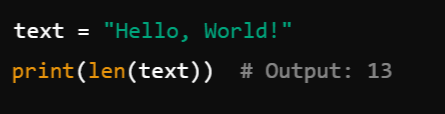 text = "Hello, World!"
print(len(text))  # Output: 13